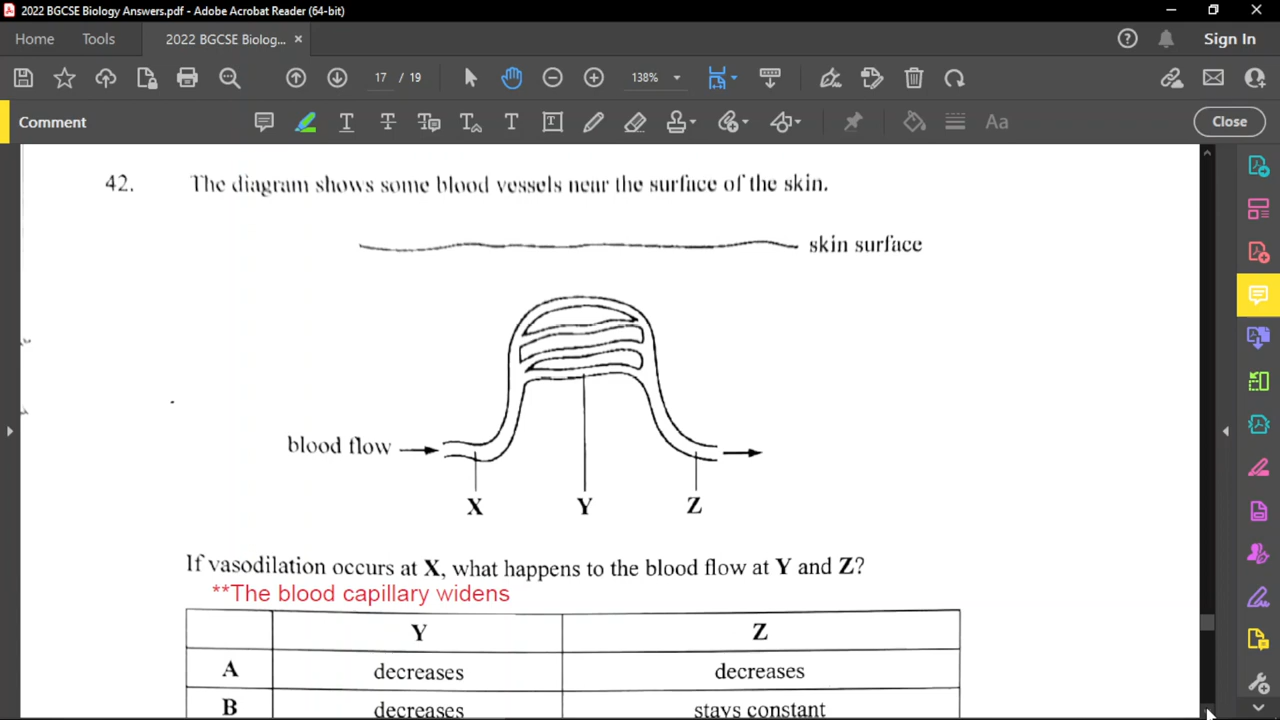 2022 BGCSE Biology Answers.pdf - Adobe Acrobat Reader (64-bit)
Home Tools 2022 BGCSE Biolog... × Sign In
17 / 19 138%
Comment Close
42. The diagram shows some blood vessels near the surface of the skin.
skin surface
blood flow
X Y Z
If vasodilation occurs at X, what happens to the blood flow at Y and Z?
**The blood capillary widens
Y Z
A decreases decreases
B decreases stays constant